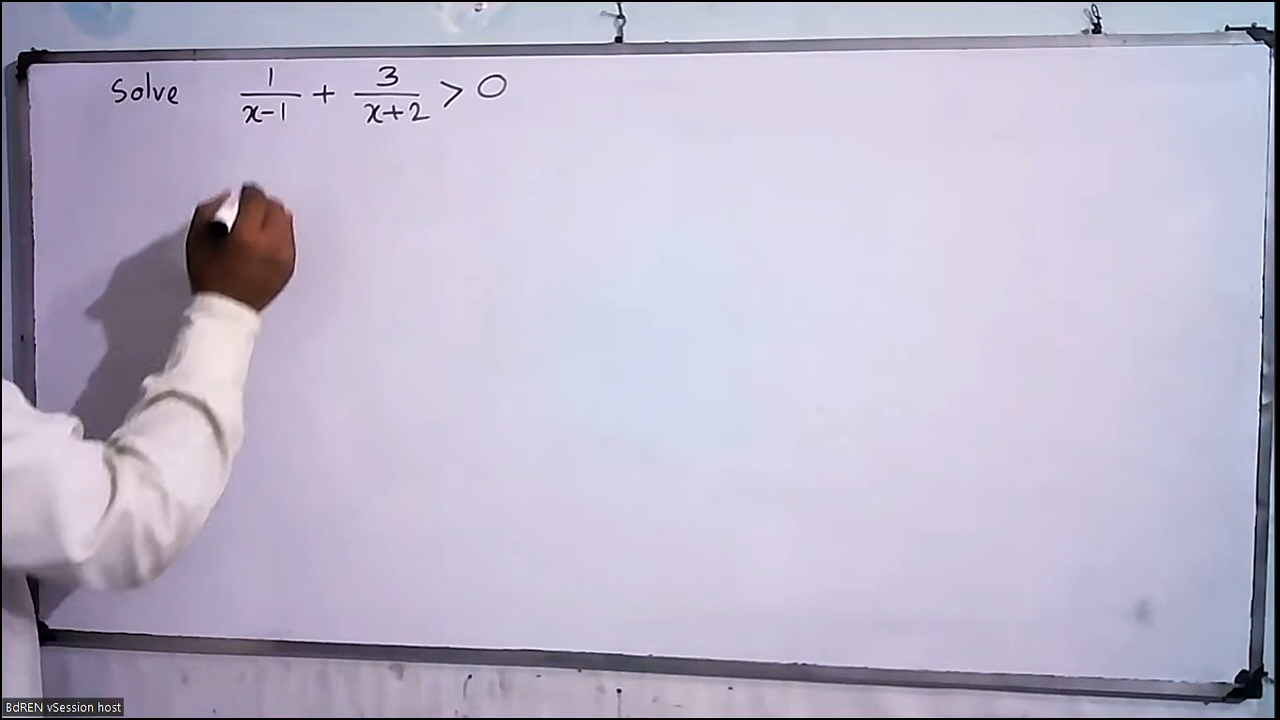 Solve 1/(x-1) + 3/(x+2) > 0
BdREN vSession host